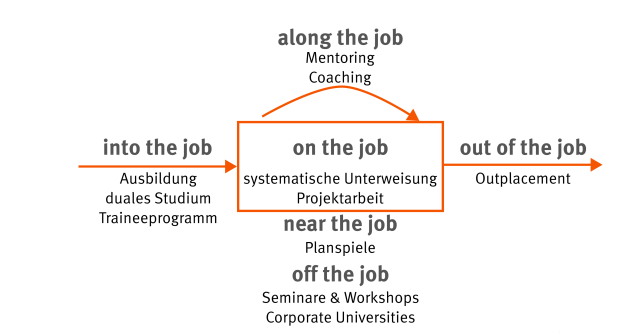 along the job
Mentoring
Coaching
into the job
Ausbildung
duales Studium
Traineeprogramm
on the job
systematische Unterweisung
Projektarbeit
out of the job
Outplacement
near the job
Planspiele
off the job
Seminare & Workshops
Corporate Universities